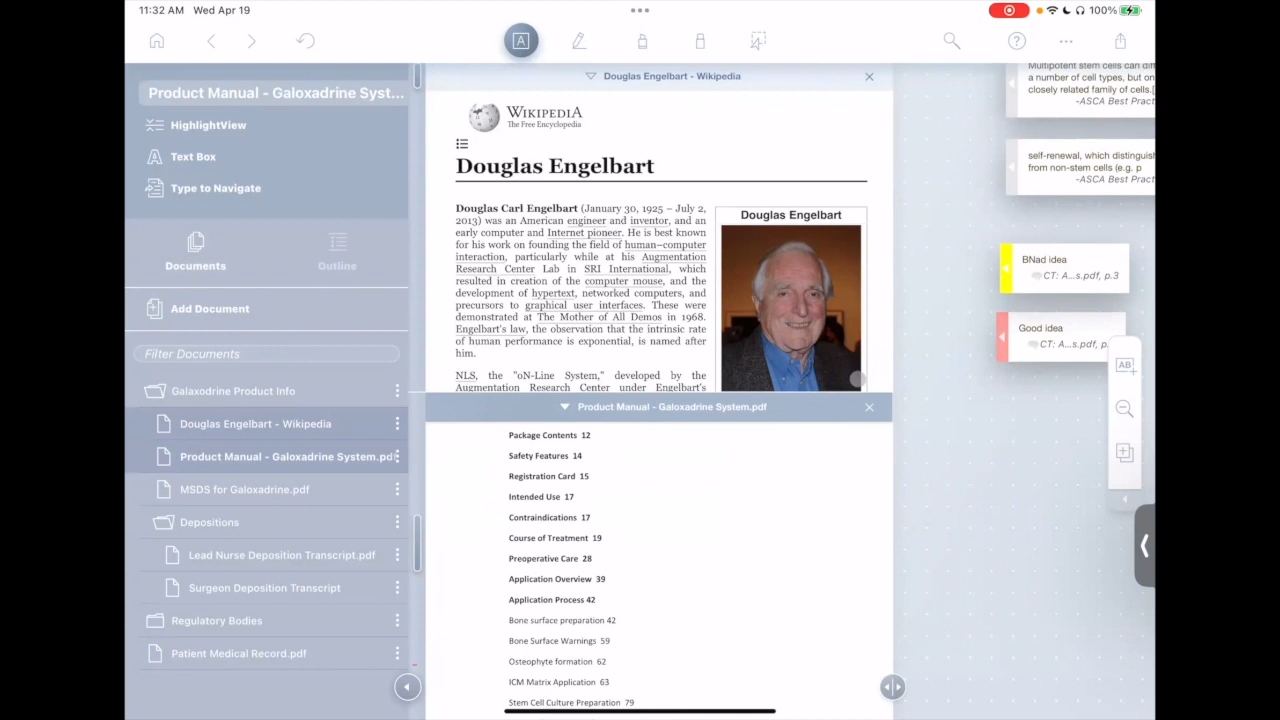 11:32 AM Wed Apr 19
100%
Product Manual - Galoxadrine Syst...
HighlightView
Text Box
Type to Navigate
Documents
Outline
Add Document
Filter Documents
Galaxodrine Product Info
Douglas Engelbart - Wikipedia
Product Manual - Galoxadrine System.pdf
MSDS for Galoxadrine.pdf
Depositions
Lead Nurse Deposition Transcript.pdf
Surgeon Deposition Transcript
Regulatory Bodies
Patient Medical Record.pdf
Douglas Engelbart - Wikipedia
WIKIPEDIA
The Free Encyclopedia
Douglas Engelbart
Douglas Carl Engelbart (January 30, 1925 – July 2,
2013) was an American engineer and inventor, and an
early computer and Internet pioneer. He is best known
for his work on founding the field of human–computer
interaction, particularly while at his Augmentation
Research Center Lab in SRI International, which
resulted in creation of the computer mouse, and the
development of hypertext, networked computers, and
precursors to graphical user interfaces. These were
demonstrated at The Mother of All Demos in 1968.
Engelbart's law, the observation that the intrinsic rate
of human performance is exponential, is named after
him.
NLS, the "oN-Line System," developed by the
Augmentation Research Center under Engelbart's
Douglas Engelbart
Product Manual - Galoxadrine System.pdf
Package Contents 12
Safety Features 14
Registration Card 15
Intended Use 17
Contraindications 17
Course of Treatment 19
Preoperative Care 28
Application Overview 39
Application Process 42
Bone surface preparation 42
Bone Surface Warnings 59
Osteophyte formation 62
ICM Matrix Application 63
Stem Cell Culture Preparation 79
Multipotent stem cells can diff
a number of cell types, but on
closely related family of cells.[
-ASCA Best Pract
self-renewal, which distinguish
from non-stem cells (e.g. p
-ASCA Best Pract
BNad idea
CT: A...s.pdf, p.3
Good idea
CT: A...s.pdf, p.
AB